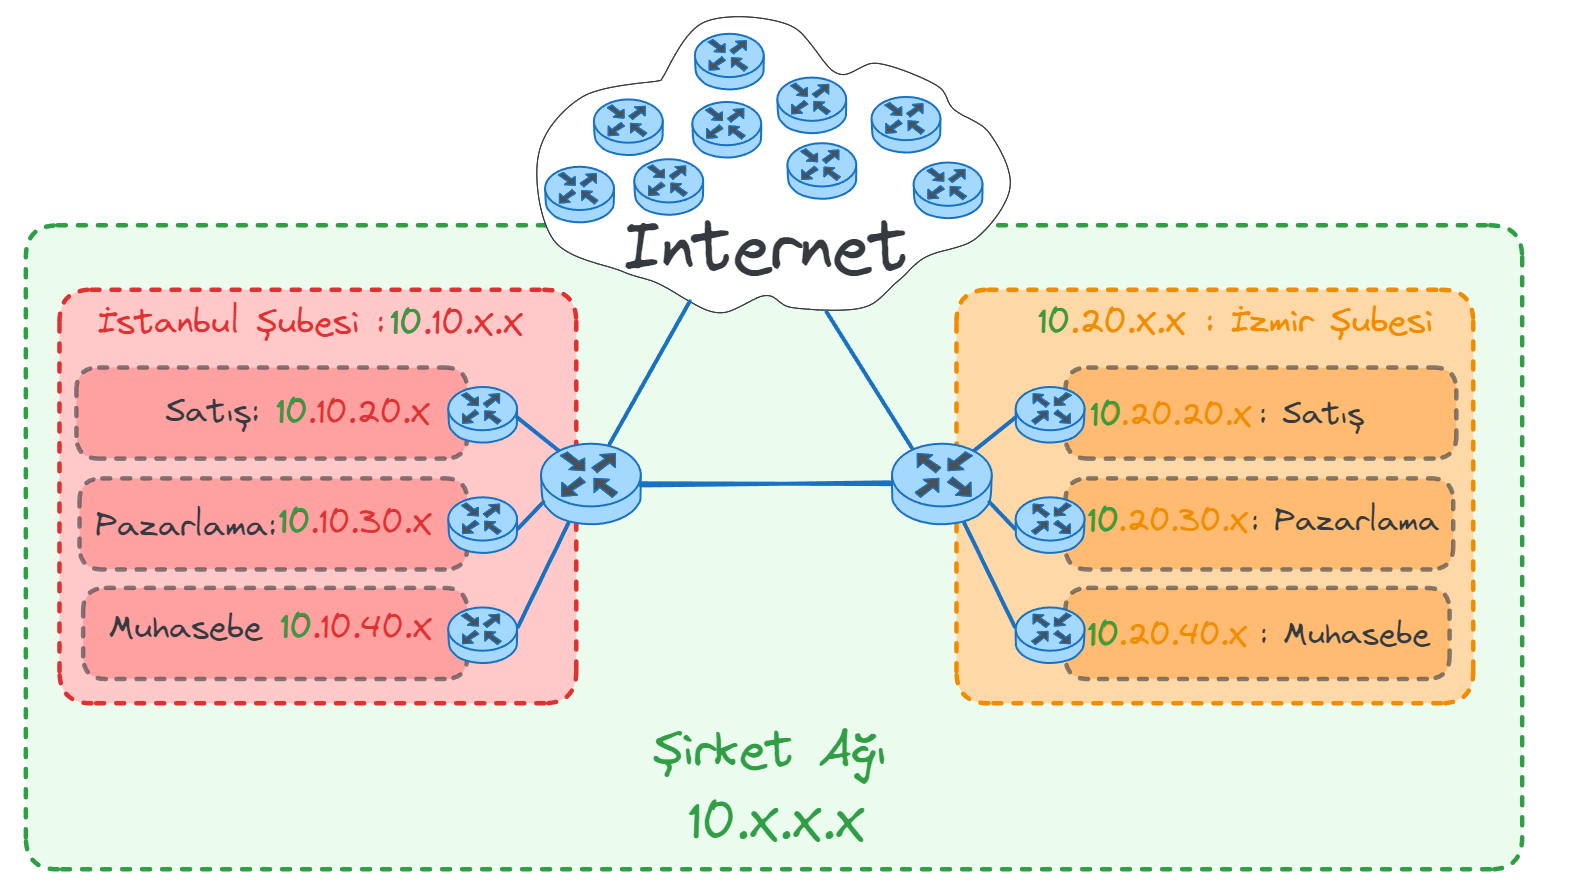 Internet
İstanbul Şubesi :10.10.x.x
Satış: 10.10.20.x
Pazarlama:10.10.30.x
Muhasebe 10.10.40.x
10.20.x.x : İzmir Şubesi
10.20.20.x : Satış
10.20.30.x: Pazarlama
10.20.40.x : Muhasebe
Şirket Ağı
10.x.x.x